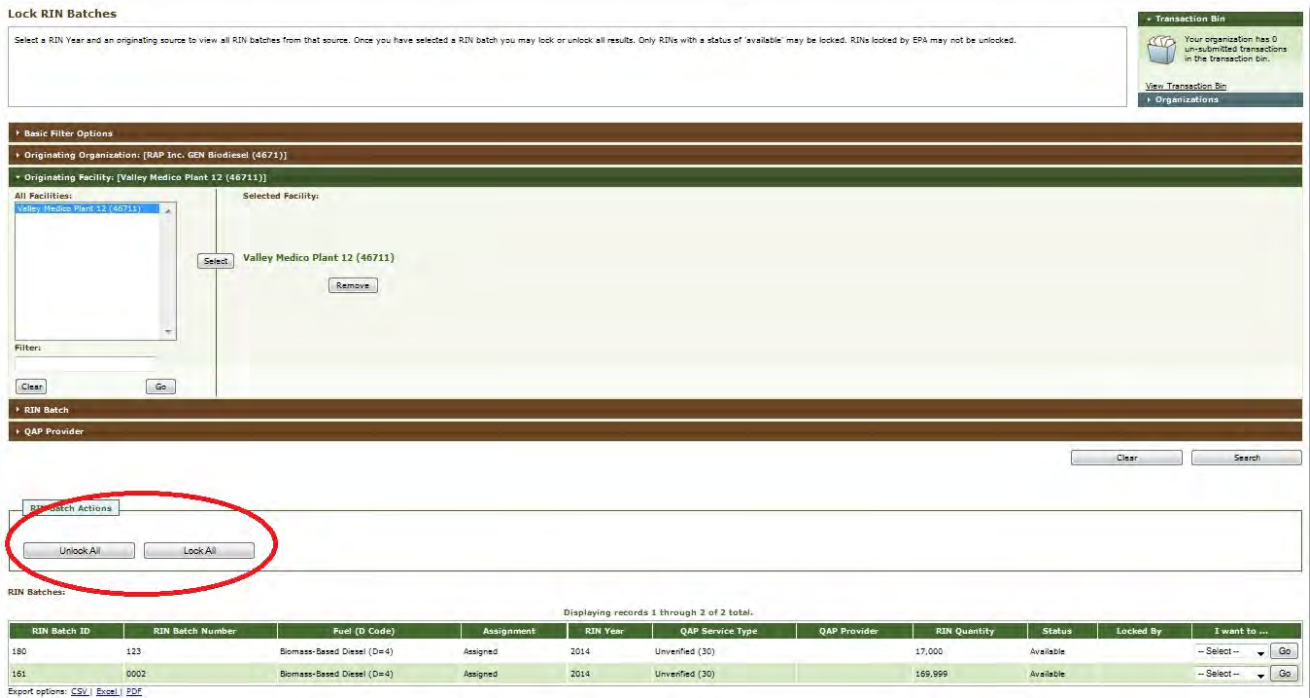 Lock RIN Batches
Select a RIN Year and an originating source to view all RIN batches from that source. Once you have selected a RIN batch you may lock or unlock all results. Only RINs with a status of 'available' may be locked. RINs locked by EPA may not be unlocked.
Transaction Bin
Your organization has 0
un-submitted transactions
in the transaction bin.
View Transaction Bin
Organizations
Basic Filter Options
Originating Organization: [RAP Inc. GEN Biodiesel (4671)]
Originating Facility: [Valley Medico Plant 12 (46711)]
All Facilities:
Valley Medico Plant 12 (46711)
Select
Selected Facility:
Valley Medico Plant 12 (46711)
Remove
Filter:
Clear Go
RIN Batch
QAP Provider
Clear Search
RIN Batch Actions
Unlock All Lock All
RIN Batches:
Displaying records 1 through 2 of 2 total.
RIN Batch ID RIN Batch Number Fuel (D Code) Assignment RIN Year QAP Service Type QAP Provider RIN Quantity Status Locked By I want to ...
180 123 Biomass-Based Diesel (D=4) Assigned 2014 Unverified (30) 17,000 Available -- Select -- Go
161 0002 Biomass-Based Diesel (D=4) Assigned 2014 Unverified (30) 169,999 Available -- Select -- Go
Export options: CSV | Excel | PDF